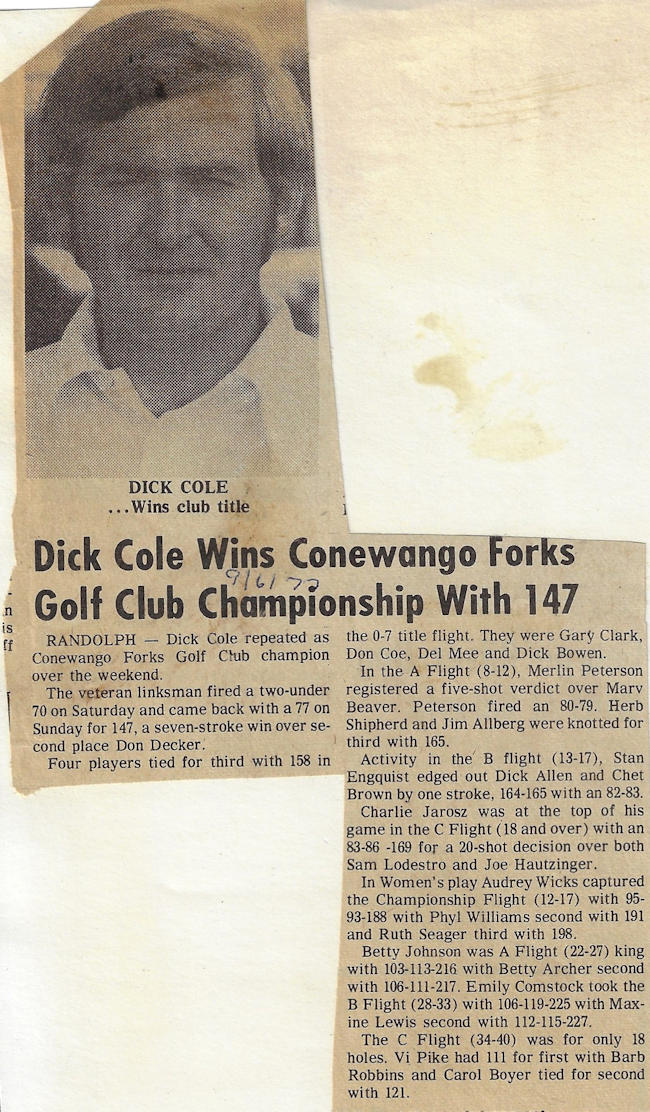 DICK COLE
...Wins club title
Dick Cole Wins Conewango Forks
9/6/77
Golf Club Championship With 147
RANDOLPH — Dick Cole repeated as
Conewango Forks Golf Club champion
over the weekend.
The veteran linksman fired a two-under
70 on Saturday and came back with a 77 on
Sunday for 147, a seven-stroke win over se-
cond place Don Decker.
Four players tied for third with 158 in
the 0-7 title flight. They were Gary Clark,
Don Coe, Del Mee and Dick Bowen.
In the A Flight (8-12), Merlin Peterson
registered a five-shot verdict over Marv
Beaver. Peterson fired an 80-79. Herb
Shipherd and Jim Allberg were knotted for
third with 165.
Activity in the B flight (13-17), Stan
Engquist edged out Dick Allen and Chet
Brown by one stroke, 164-165 with an 82-83.
Charlie Jarosz was at the top of his
game in the C Flight (18 and over) with an
83-86 -169 for a 20-shot decision over both
Sam Lodestro and Joe Hautzinger.
In Women's play Audrey Wicks captured
the Championship Flight (12-17) with 95-
93-188 with Phyl Williams second with 191
and Ruth Seager third with 198.
Betty Johnson was A Flight (22-27) king
with 103-113-216 with Betty Archer second
with 106-111-217. Emily Comstock took the
B Flight (28-33) with 106-119-225 with Max-
ine Lewis second with 112-115-227.
The C Flight (34-40) was for only 18
holes. Vi Pike had 111 for first with Barb
Robbins and Carol Boyer tied for second
with 121.